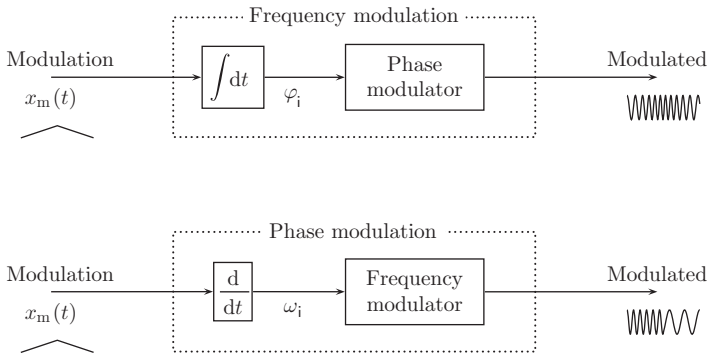 Frequency modulation
Modulation
x_m(t)
∫ dt
φ_i
Phase
modulator
Modulated
Phase modulation
Modulation
x_m(t)
d
dt
ω_i
Frequency
modulator
Modulated